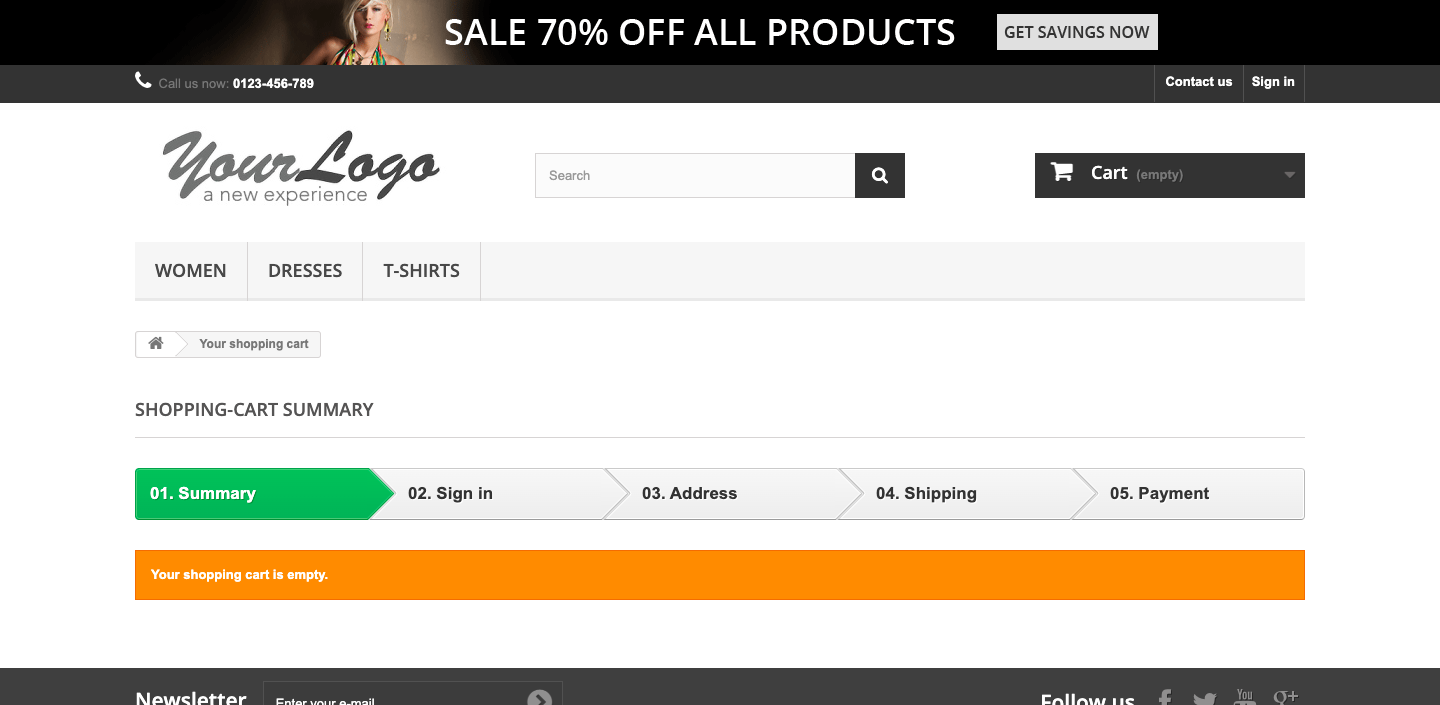 SALE 70% OFF ALL PRODUCTS GET SAVINGS NOW
Call us now: 0123-456-789 Contact us Sign in
YourLogo
a new experience
Search
Cart (empty)
WOMEN DRESSES T-SHIRTS
Your shopping cart
SHOPPING-CART SUMMARY
01. Summary 02. Sign in 03. Address 04. Shipping 05. Payment
Your shopping cart is empty.
Newsletter Enter your e-mail Follow us You g+